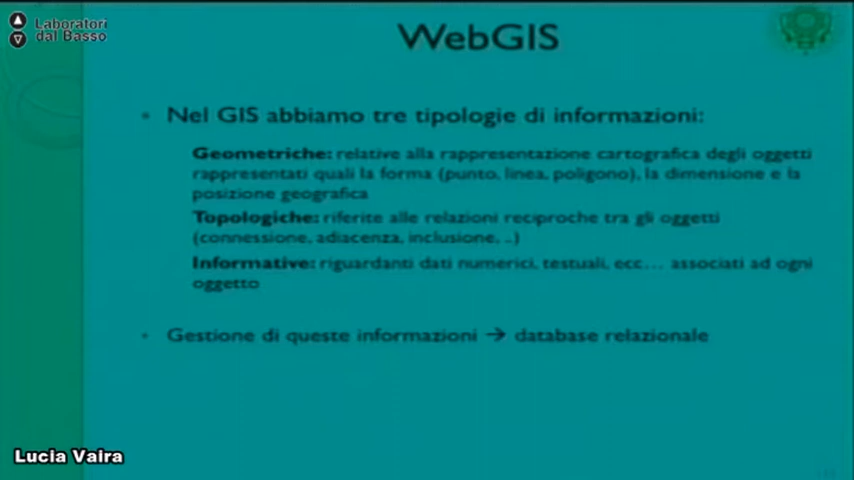 Laboratori
dal Basso
WebGIS
• Nel GIS abbiamo tre tipologie di informazioni:
Geometriche: relative alla rappresentazione cartografica degli oggetti
rappresentati quali la forma (punto, linea, poligono), la dimensione e la
posizione geografica
Topologiche: riferite alle relazioni reciproche tra gli oggetti
(connessione, adiacenza, inclusione, ..)
Informative: riguardanti dati numerici, testuali, ecc… associati ad ogni
oggetto
• Gestione di queste informazioni → database relazionale
Lucia Vaira